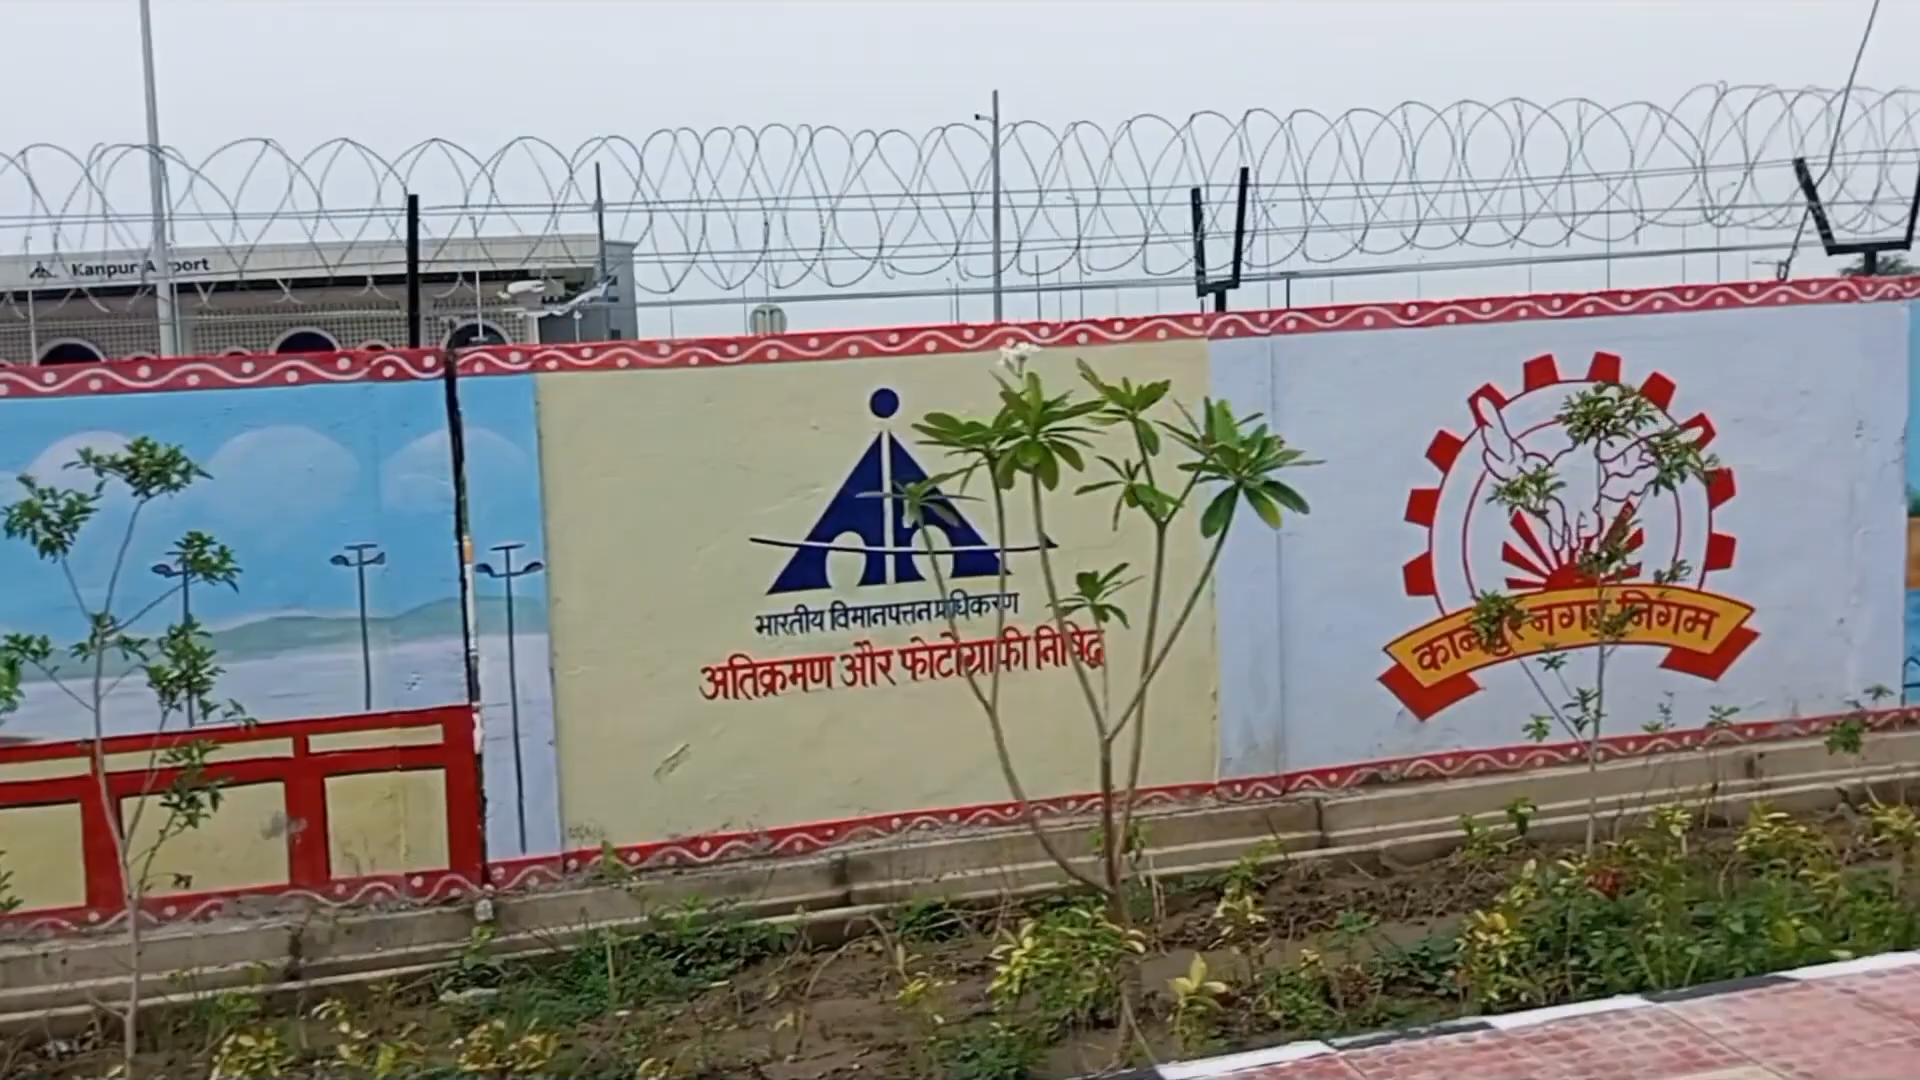 Kanpur Airport
भारतीय विमानपत्तन प्राधिकरण
अतिक्रमण और फोटोग्राफी निषिद्ध
कानपुर नगर निगम